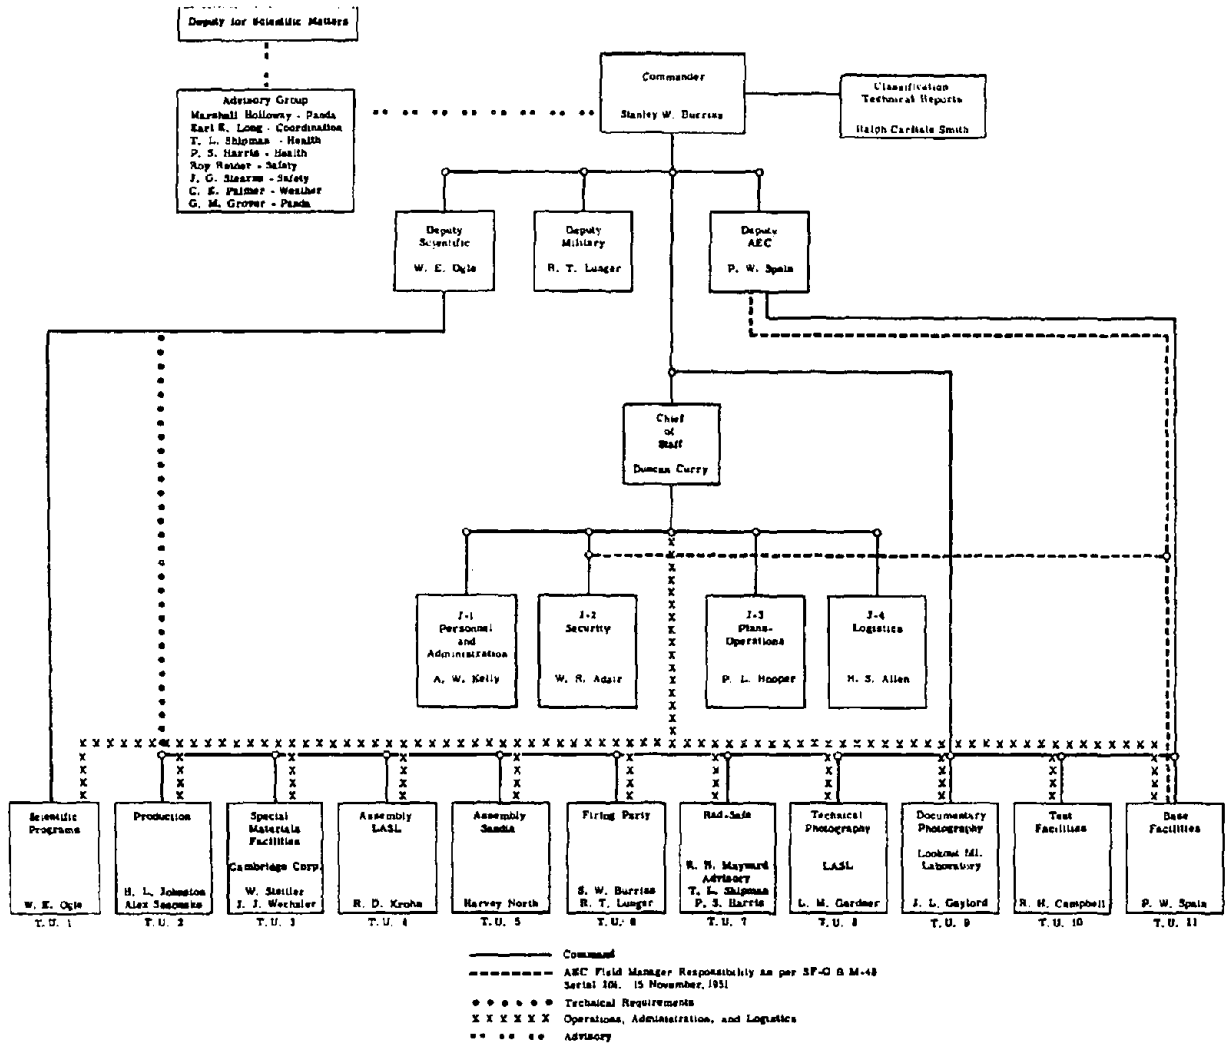 Deputy for Scientific Matters
Advisory Group
Marshall Holloway - Panda
Earl K. Long - Coordination
T. L. Shipman - Health
P. S. Harris - Health
Roy Reider - Safety
J. G. Stearns - Safety
C. E. Palmer - Weather
G. M. Grover - Panda
Commander
Stanley W. Burriss
Classification
Technical Reports
Ralph Carlisle Smith
Deputy
Scientific
W. E. Ogle
Deputy
Military
R. T. Lunger
Deputy
AEC
P. W. Spain
Chief
of
Staff
Duncan Curry
J-1
Personnel
and
Administration
A. W. Kelly
J-2
Security
W. R. Adair
J-3
Plans-
Operations
P. L. Hooper
J-4
Logistics
H. S. Allen
Scientific
Programs
W. E. Ogle
T. U. 1
Production
H. L. Johnston
Alex
T. U. 2
Special
Materials
Facilities
Cambridge Corp.
W.
J. J. Wechsler
T. U. 3
Assembly
LASL
R. D. Krohn
T. U. 4
Assembly
Sandia
Harvey North
T. U. 5
Firing Party
S. W. Burriss
R. T. Lunger
T. U. 6
Rad-Safe
R. H. Maynard
Advisory
T. L. Shipman
P. S. Harris
T. U. 7
Technical
Photography
LASL
L. M. Gardner
T. U. 8
Documentary
Photography
Lookout Mt.
Laboratory
J. L. Gaylord
T. U. 9
Test
Facilities
R. H. Campbell
T. U. 10
Base
Facilities
P. W. Spain
T. U. 11
Command
AEC Field Manager Responsibility as per SF-O & M-48
Serial 101. 15 November, 1951
Technical Requirements
Operations, Administration, and Logistics
Advisory